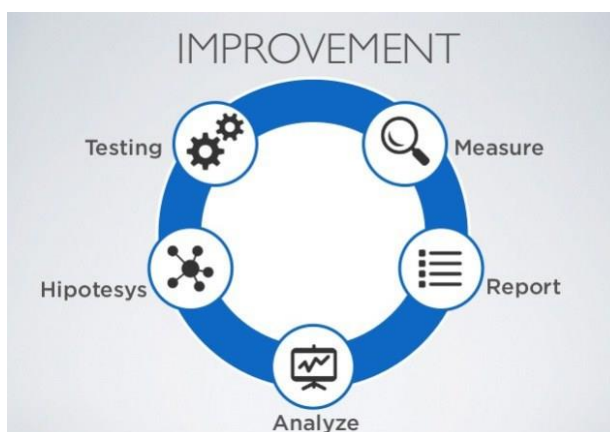 IMPROVEMENT
Testing
Measure
Hipotesys
Report
Analyze